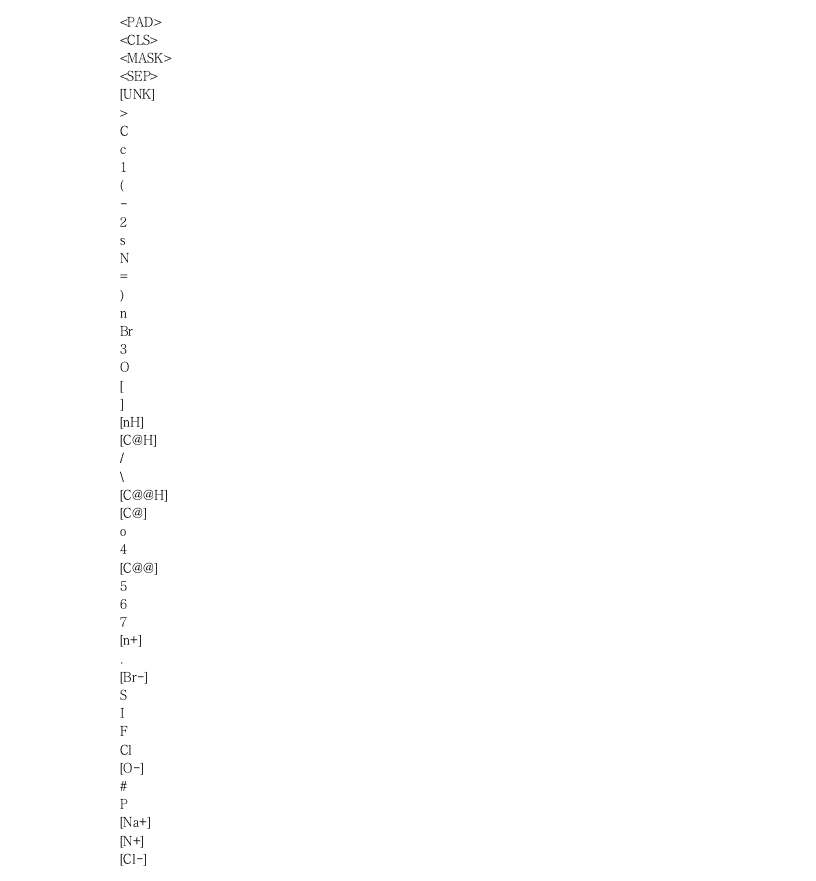 <PAD>
<CLS>
<MASK>
<SEP>
[UNK]
>
C
c
1
(
-
2
s
N
=
)
n
Br
3
O
[
]
[nH]
[C@H]
/
\
[C@@H]
[C@]
o
4
[C@@]
5
6
7
[n+]
.
[Br-]
S
I
F
Cl
[O-]
#
P
[Na+]
[N+]
[Cl-]